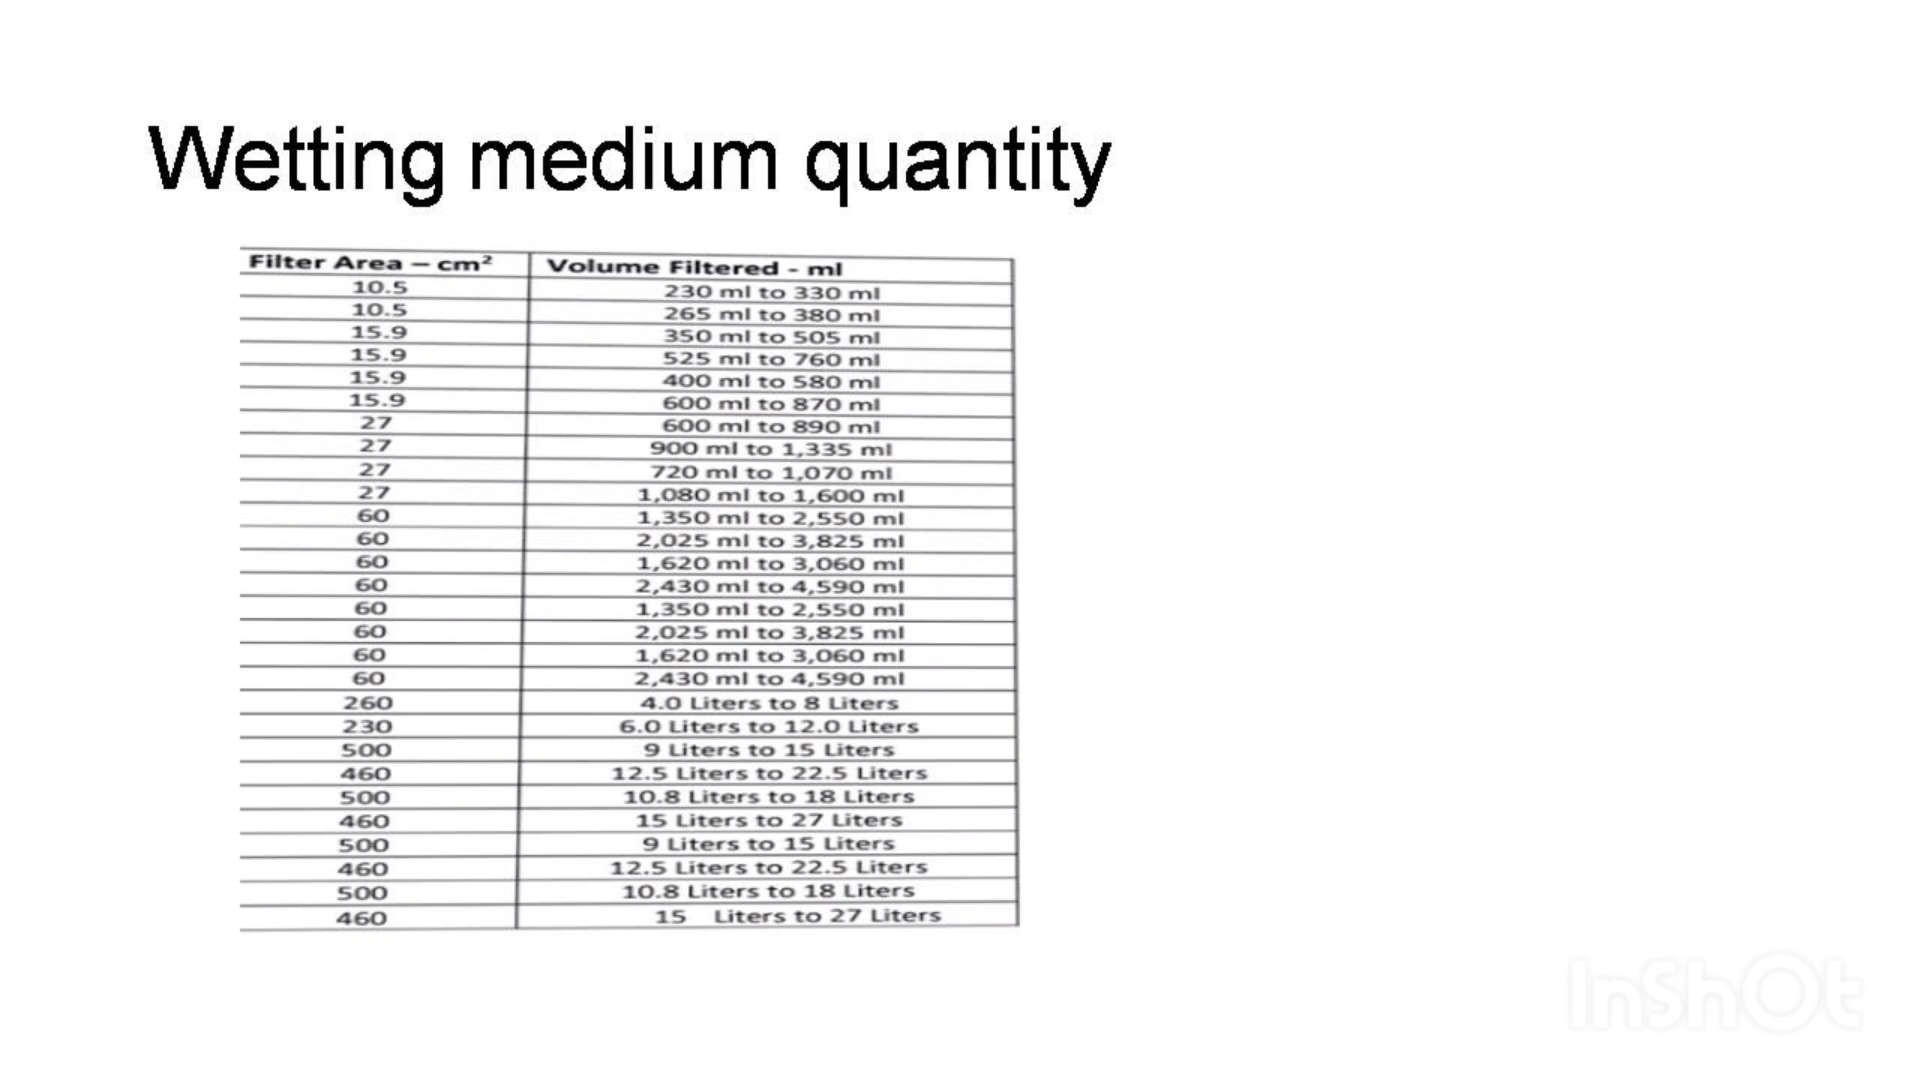 Wetting medium quantity
Filter Area – cm² Volume Filtered - ml
10.5 230 ml to 330 ml
10.5 265 ml to 380 ml
15.9 350 ml to 505 ml
15.9 525 ml to 760 ml
15.9 400 ml to 580 ml
15.9 600 ml to 870 ml
27 600 ml to 890 ml
27 900 ml to 1,335 ml
27 720 ml to 1,070 ml
27 1,080 ml to 1,600 ml
60 1,350 ml to 2,550 ml
60 2,025 ml to 3,825 ml
60 1,620 ml to 3,060 ml
60 2,430 ml to 4,590 ml
60 1,350 ml to 2,550 ml
60 2,025 ml to 3,825 ml
60 1,620 ml to 3,060 ml
60 2,430 ml to 4,590 ml
260 4.0 Liters to 8 Liters
230 6.0 Liters to 12.0 Liters
500 9 Liters to 15 Liters
460 12.5 Liters to 22.5 Liters
500 10.8 Liters to 18 Liters
460 15 Liters to 27 Liters
500 9 Liters to 15 Liters
460 12.5 Liters to 22.5 Liters
500 10.8 Liters to 18 Liters
460 15 Liters to 27 Liters
InShOt